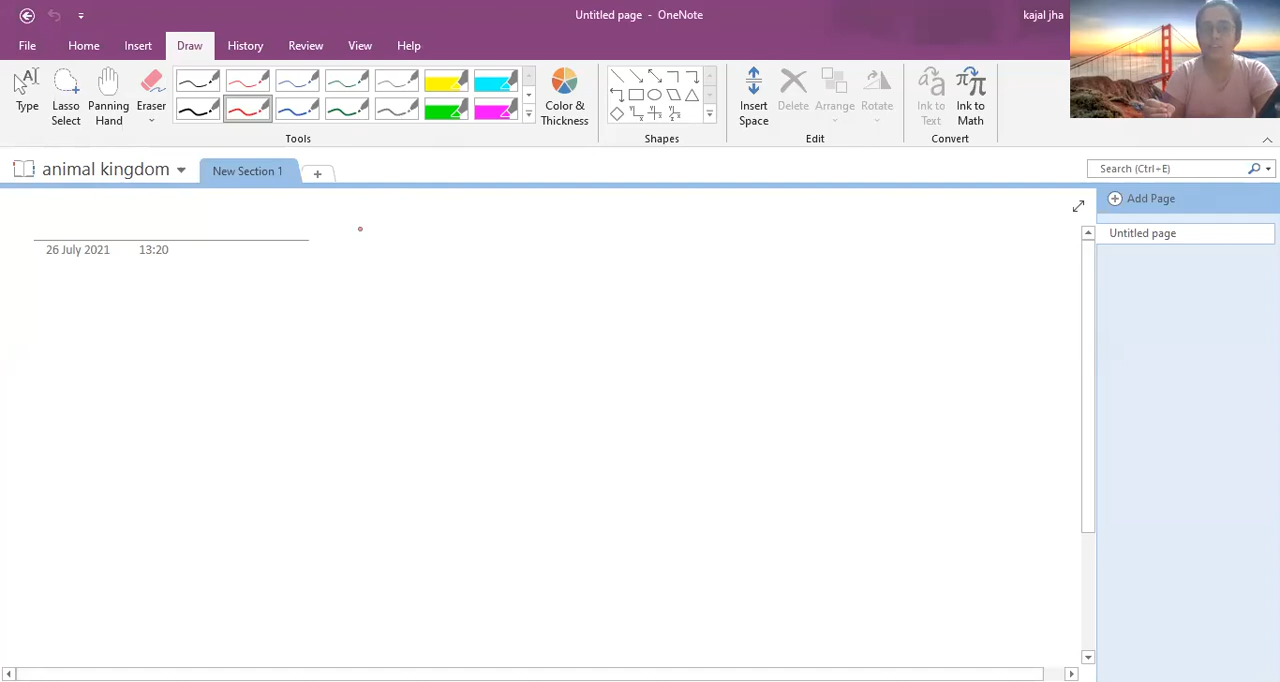 Untitled page - OneNote
kajal jha
File Home Insert Draw History Review View Help
Type
Lasso Select
Panning Hand
Eraser
Color & Thickness
Insert Space
Delete
Arrange
Rotate
Ink to Text
Ink to Math
Tools
Shapes
Edit
Convert
animal kingdom
New Section 1
Search (Ctrl+E)
Add Page
Untitled page
26 July 2021 13:20